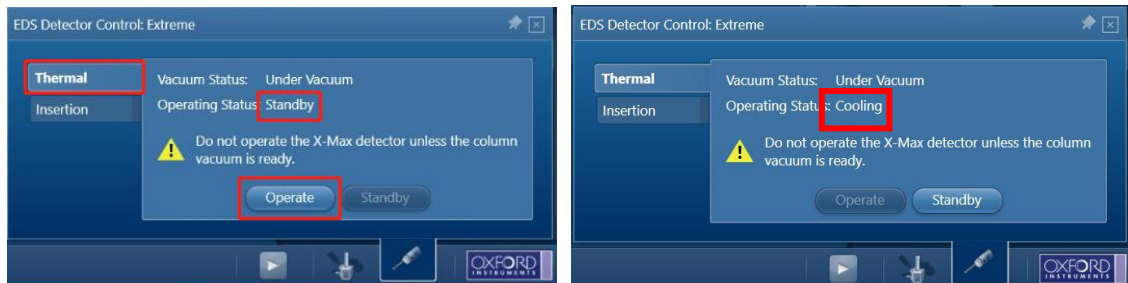 EDS Detector Control: Extreme
Thermal
Insertion
Vacuum Status: Under Vacuum
Operating Status: Standby
Do not operate the X-Max detector unless the column
vacuum is ready.
Operate Standby
OXFORD
INSTRUMENTS
EDS Detector Control: Extreme
Thermal
Insertion
Vacuum Status: Under Vacuum
Operating Status: Cooling
Do not operate the X-Max detector unless the column
vacuum is ready.
Operate Standby
OXFORD
INSTRUMENTS